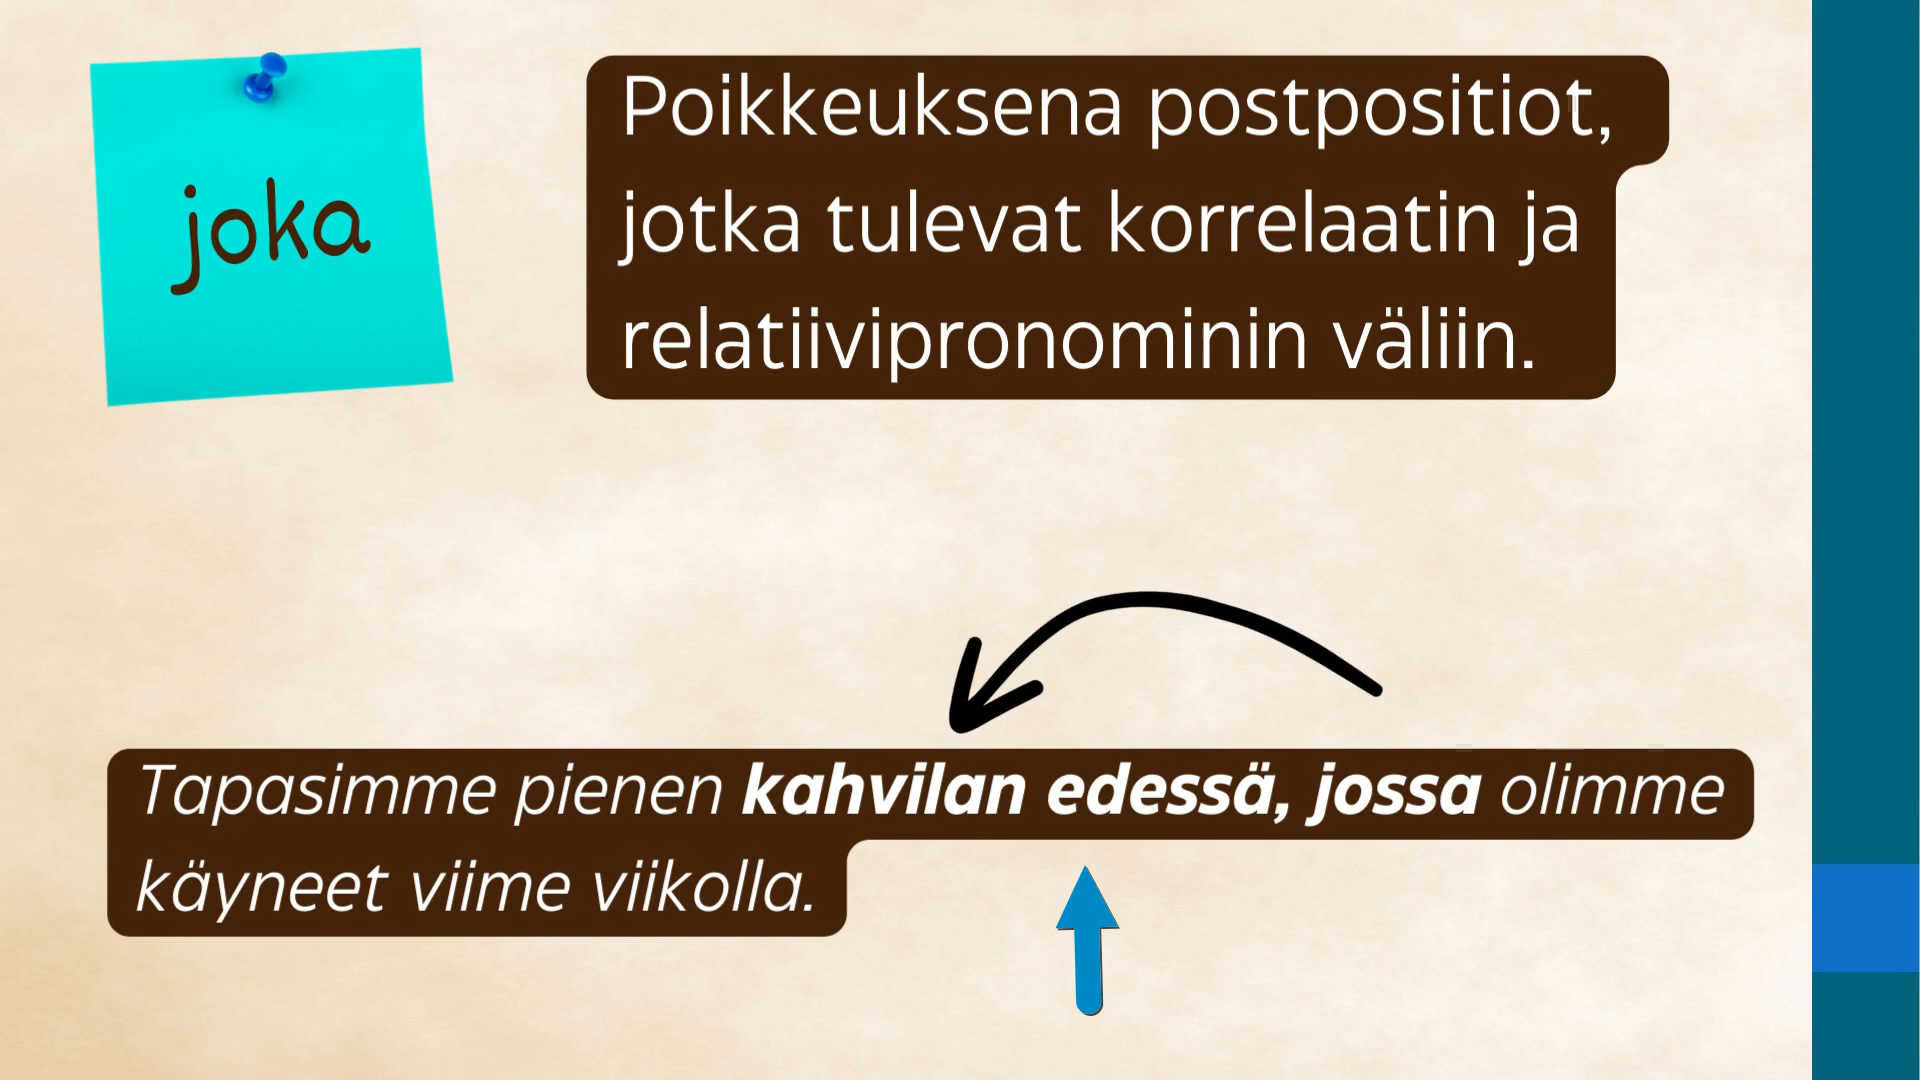 joka
Poikkeuksena postpositiot,
jotka tulevat korrelaatin ja
relatiivipronominin väliin.
Tapasimme pienen kahvilan edessä, jossa olimme
käyneet viime viikolla.